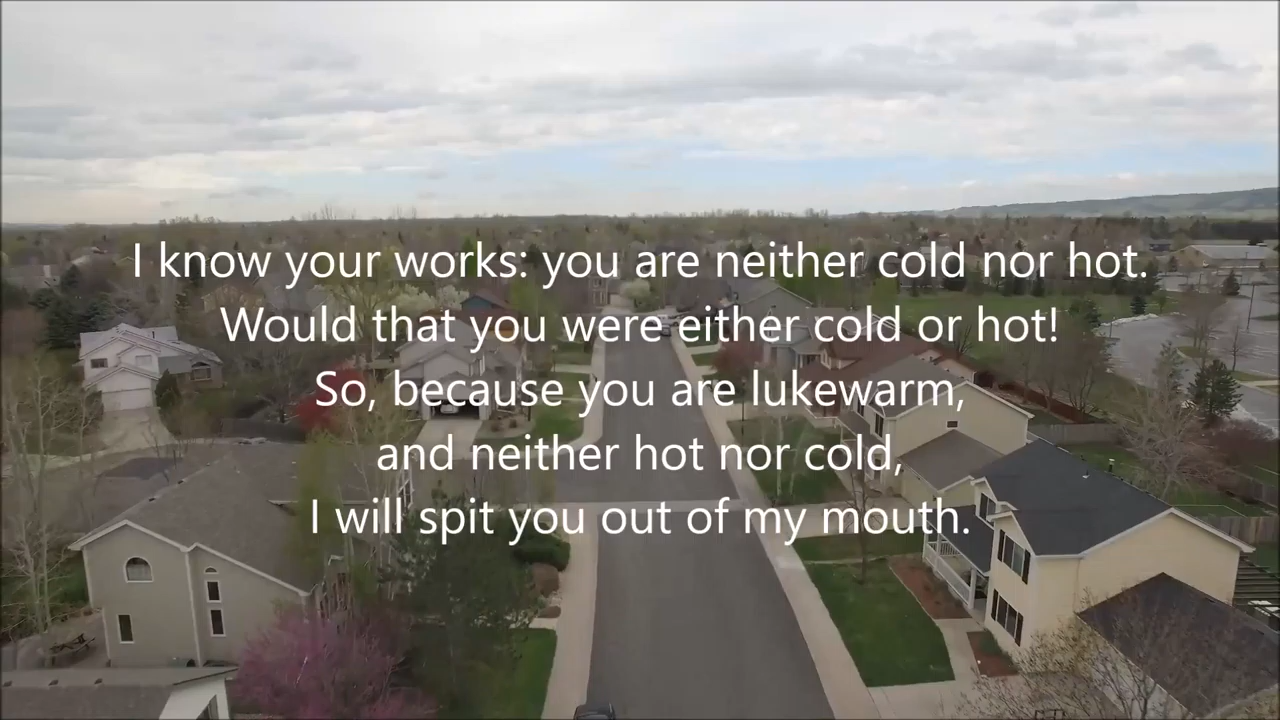 I know your works: you are neither cold nor hot.
Would that you were either cold or hot!
So, because you are lukewarm,
and neither hot nor cold,
I will spit you out of my mouth.